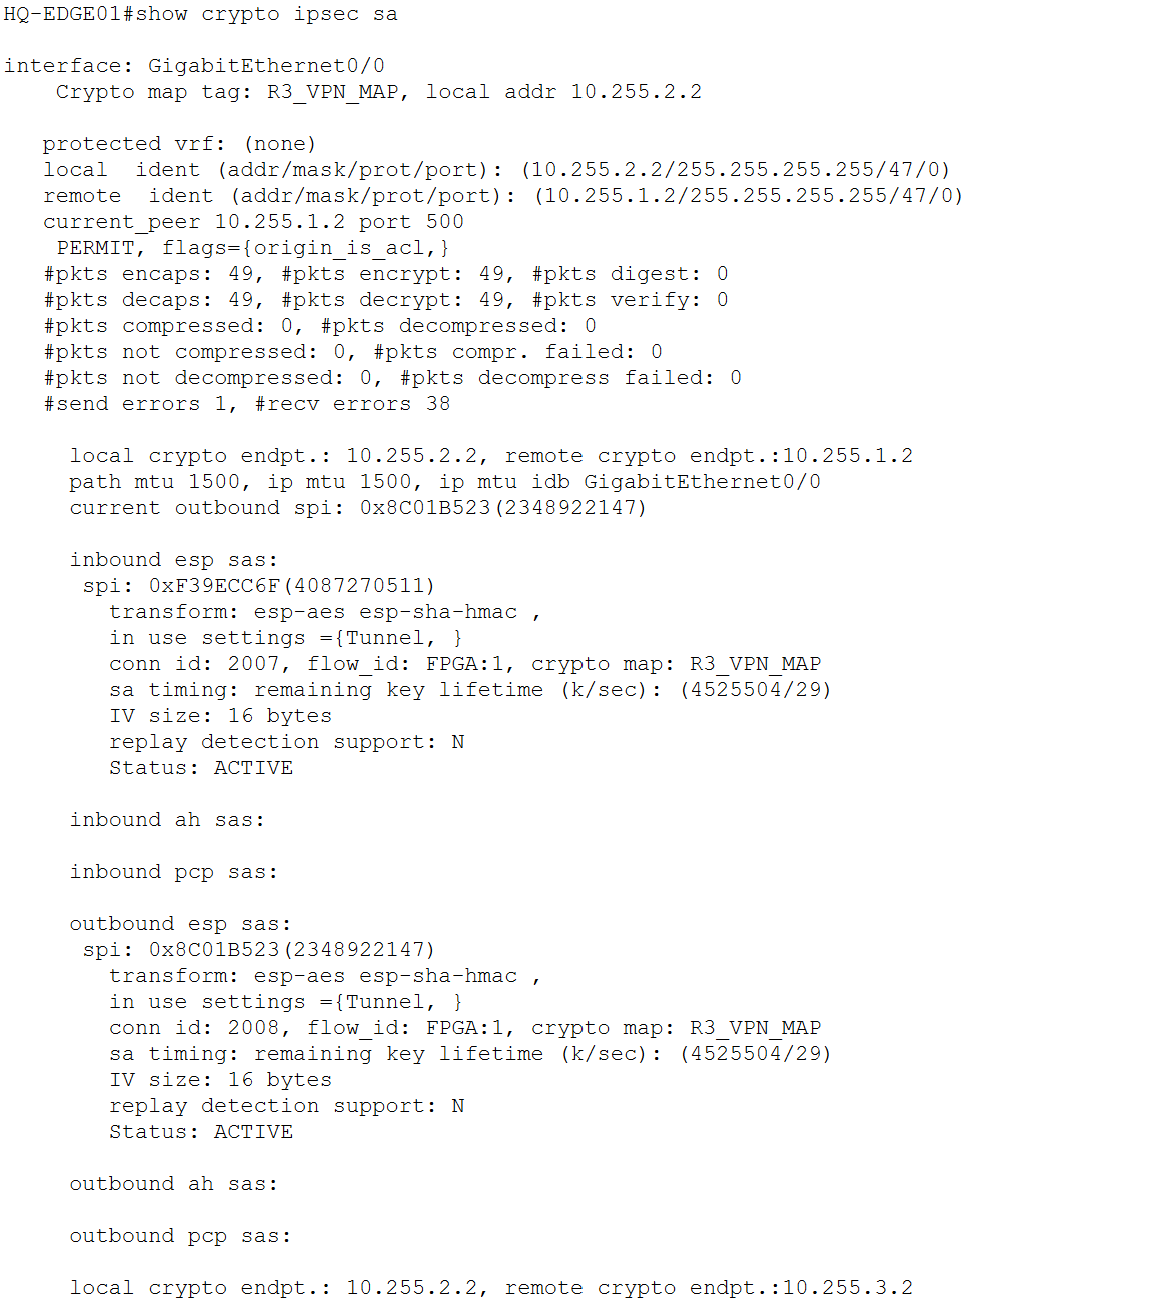 HQ-EDGE01#show crypto ipsec sa

interface: GigabitEthernet0/0
    Crypto map tag: R3_VPN_MAP, local addr 10.255.2.2

   protected vrf: (none)
   local  ident (addr/mask/prot/port): (10.255.2.2/255.255.255.255/47/0)
   remote  ident (addr/mask/prot/port): (10.255.1.2/255.255.255.255/47/0)
   current_peer 10.255.1.2 port 500
    PERMIT, flags={origin_is_acl,}
   #pkts encaps: 49, #pkts encrypt: 49, #pkts digest: 0
   #pkts decaps: 49, #pkts decrypt: 49, #pkts verify: 0
   #pkts compressed: 0, #pkts decompressed: 0
   #pkts not compressed: 0, #pkts compr. failed: 0
   #pkts not decompressed: 0, #pkts decompress failed: 0
   #send errors 1, #recv errors 38

     local crypto endpt.: 10.255.2.2, remote crypto endpt.:10.255.1.2
     path mtu 1500, ip mtu 1500, ip mtu idb GigabitEthernet0/0
     current outbound spi: 0x8C01B523(2348922147)

     inbound esp sas:
      spi: 0xF39ECC6F(4087270511)
        transform: esp-aes esp-sha-hmac ,
        in use settings ={Tunnel, }
        conn id: 2007, flow_id: FPGA:1, crypto map: R3_VPN_MAP
        sa timing: remaining key lifetime (k/sec): (4525504/29)
        IV size: 16 bytes
        replay detection support: N
        Status: ACTIVE

     inbound ah sas:

     inbound pcp sas:

     outbound esp sas:
      spi: 0x8C01B523(2348922147)
        transform: esp-aes esp-sha-hmac ,
        in use settings ={Tunnel, }
        conn id: 2008, flow_id: FPGA:1, crypto map: R3_VPN_MAP
        sa timing: remaining key lifetime (k/sec): (4525504/29)
        IV size: 16 bytes
        replay detection support: N
        Status: ACTIVE

     outbound ah sas:

     outbound pcp sas:

     local crypto endpt.: 10.255.2.2, remote crypto endpt.:10.255.3.2